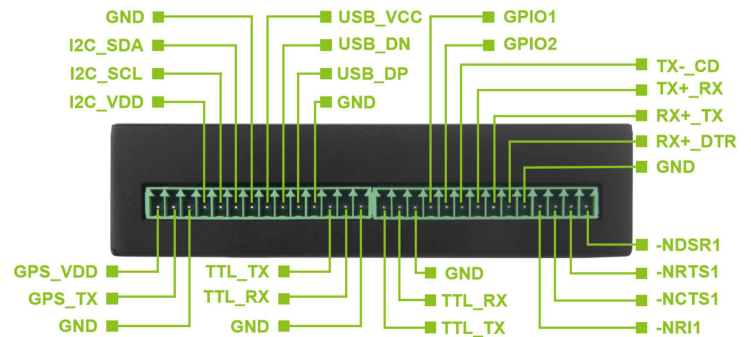 GND
USB_VCC
GPIO1
I2C_SDA
USB_DN
GPIO2
I2C_SCL
USB_DP
TX-_CD
I2C_VDD
GND
TX+_RX
RX+_TX
RX+_DTR
GND
-NDSR1
GPS_VDD
TTL_TX
GND
-NRTS1
GPS_TX
TTL_RX
TTL_RX
-NCTS1
GND
GND
TTL_TX
-NRI1